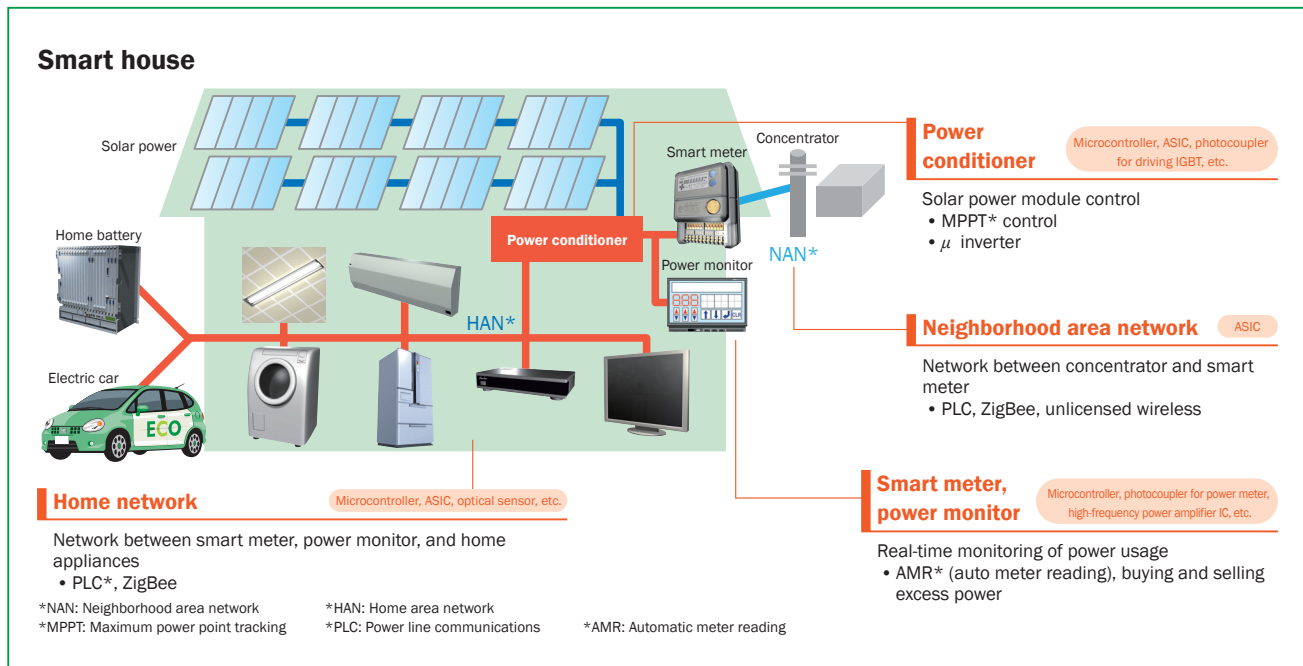 Smart house
Solar power
Smart meter
Concentrator
Power conditioner
NAN*
Power monitor
CLR
Home battery
HAN*
Electric car
ECO
Power
conditioner
Microcontroller, ASIC, photocoupler
for driving IGBT, etc.
Solar power module control
• MPPT* control
• μ inverter
Neighborhood area network
ASIC
Network between concentrator and smart
meter
• PLC, ZigBee, unlicensed wireless
Smart meter,
power monitor
Microcontroller, photocoupler for power meter,
high-frequency power amplifier IC, etc.
Real-time monitoring of power usage
• AMR* (auto meter reading), buying and selling
excess power
Home network
Microcontroller, ASIC, optical sensor, etc.
Network between smart meter, power monitor, and home
appliances
• PLC*, ZigBee
*NAN: Neighborhood area network
*HAN: Home area network
*MPPT: Maximum power point tracking
*PLC: Power line communications
*AMR: Automatic meter reading